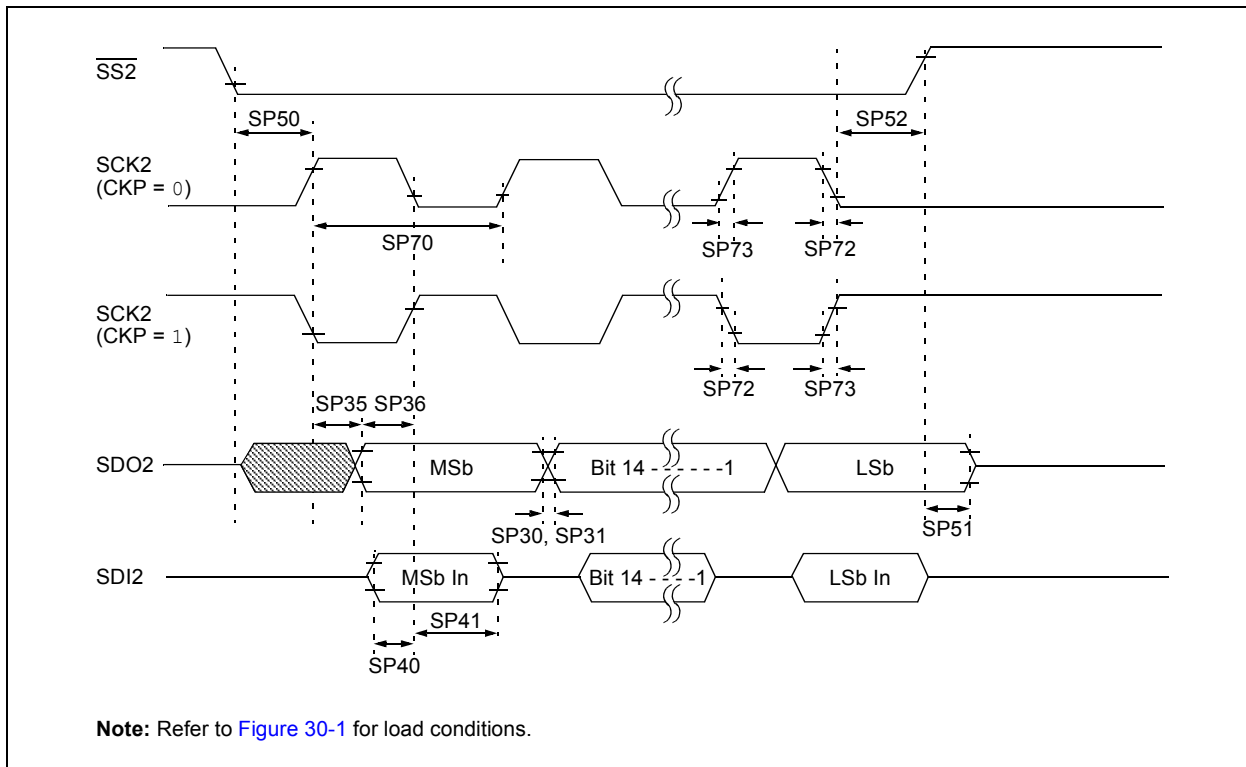 SS2
SP50
SP52
SCK2
(CKP = 0)
SP70
SP73
SP72
SCK2
(CKP = 1)
SP72
SP73
SP35 SP36
SDO2
MSb
Bit 14 - - - - - - -1
LSb
SP30, SP31
SP51
SDI2
MSb In
Bit 14 - - - - -1
LSb In
SP41
SP40
Note: Refer to Figure 30-1 for load conditions.